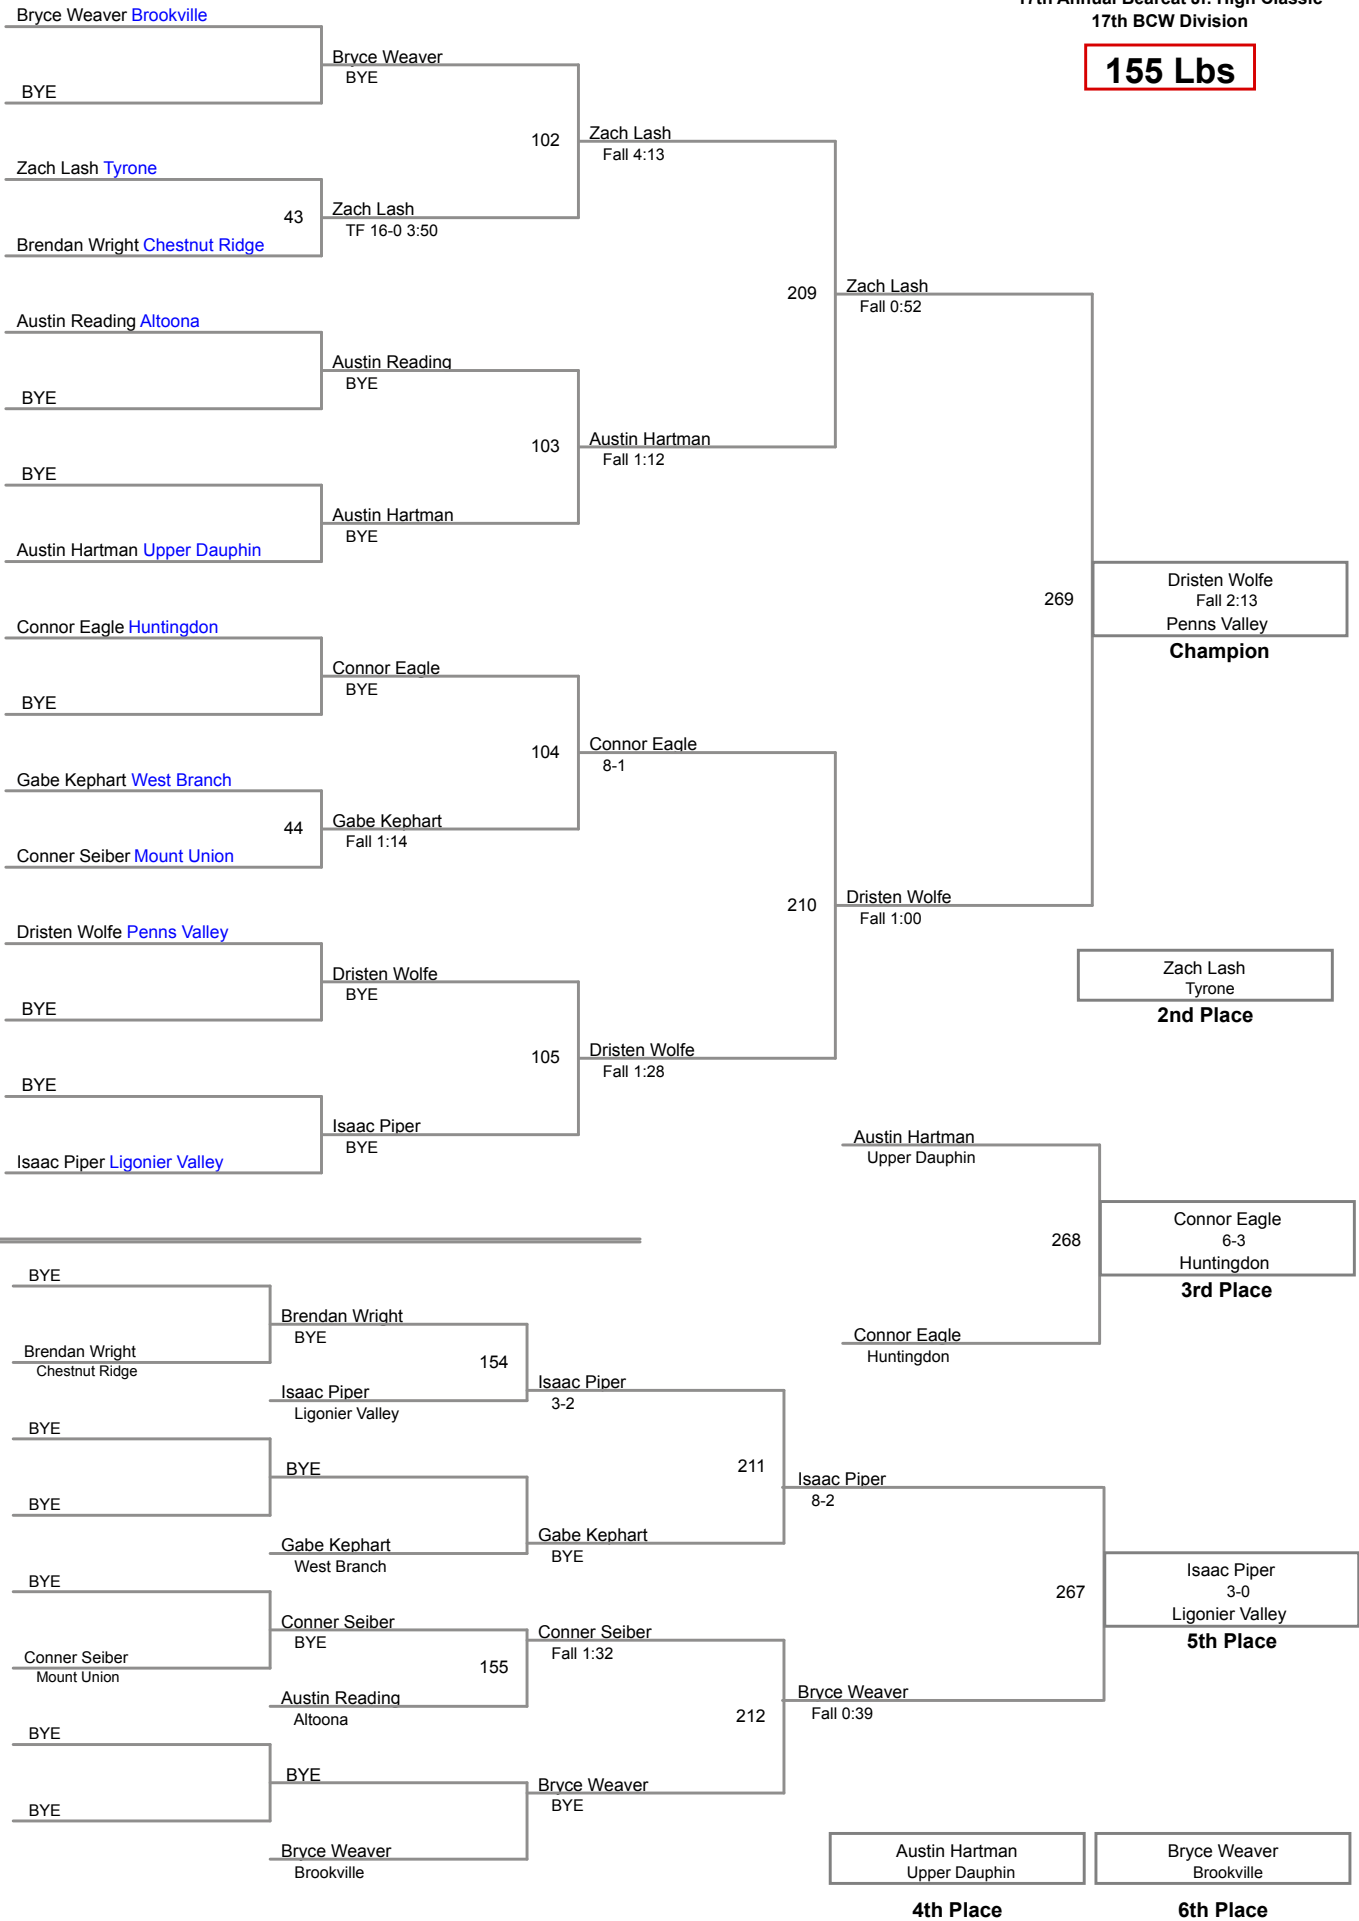 17th Annual Bearcat Jr. High Classic
17th BCW Division
155 Lbs
Bryce Weaver Brookville
BYE
Zach Lash Tyrone
43
Brendan Wright Chestnut Ridge
Austin Reading Altoona
BYE
BYE
Austin Hartman Upper Dauphin
Connor Eagle Huntingdon
BYE
Gabe Kephart West Branch
44
Conner Seiber Mount Union
Dristen Wolfe Penns Valley
BYE
BYE
Isaac Piper Ligonier Valley
Bryce Weaver
BYE
102
Zach Lash
TF 16-0 3:50
Austin Reading
BYE
103
Austin Hartman
BYE
Connor Eagle
BYE
104
Gabe Kephart
Fall 1:14
Dristen Wolfe
BYE
105
Isaac Piper
BYE
Zach Lash
Fall 4:13
209
Austin Hartman
Fall 1:12
Connor Eagle
8-1
210
Dristen Wolfe
Fall 1:28
Zach Lash
Fall 0:52
269
Dristen Wolfe
Fall 1:00
Dristen Wolfe
Fall 2:13
Penns Valley
Champion
Zach Lash
Tyrone
2nd Place
Austin Hartman
Upper Dauphin
268
Connor Eagle
Huntingdon
Connor Eagle
6-3
Huntingdon
3rd Place
BYE
Brendan Wright
Chestnut Ridge
BYE
BYE
BYE
Conner Seiber
Mount Union
BYE
BYE
Brendan Wright
BYE
154
Isaac Piper
Ligonier Valley
BYE
Gabe Kephart
West Branch
Conner Seiber
BYE
155
Austin Reading
Altoona
BYE
Bryce Weaver
Brookville
Isaac Piper
3-2
211
Gabe Kephart
BYE
Conner Seiber
Fall 1:32
212
Bryce Weaver
BYE
Isaac Piper
8-2
267
Bryce Weaver
Fall 0:39
Isaac Piper
3-0
Ligonier Valley
5th Place
Austin Hartman
Upper Dauphin
4th Place
Bryce Weaver
Brookville
6th Place